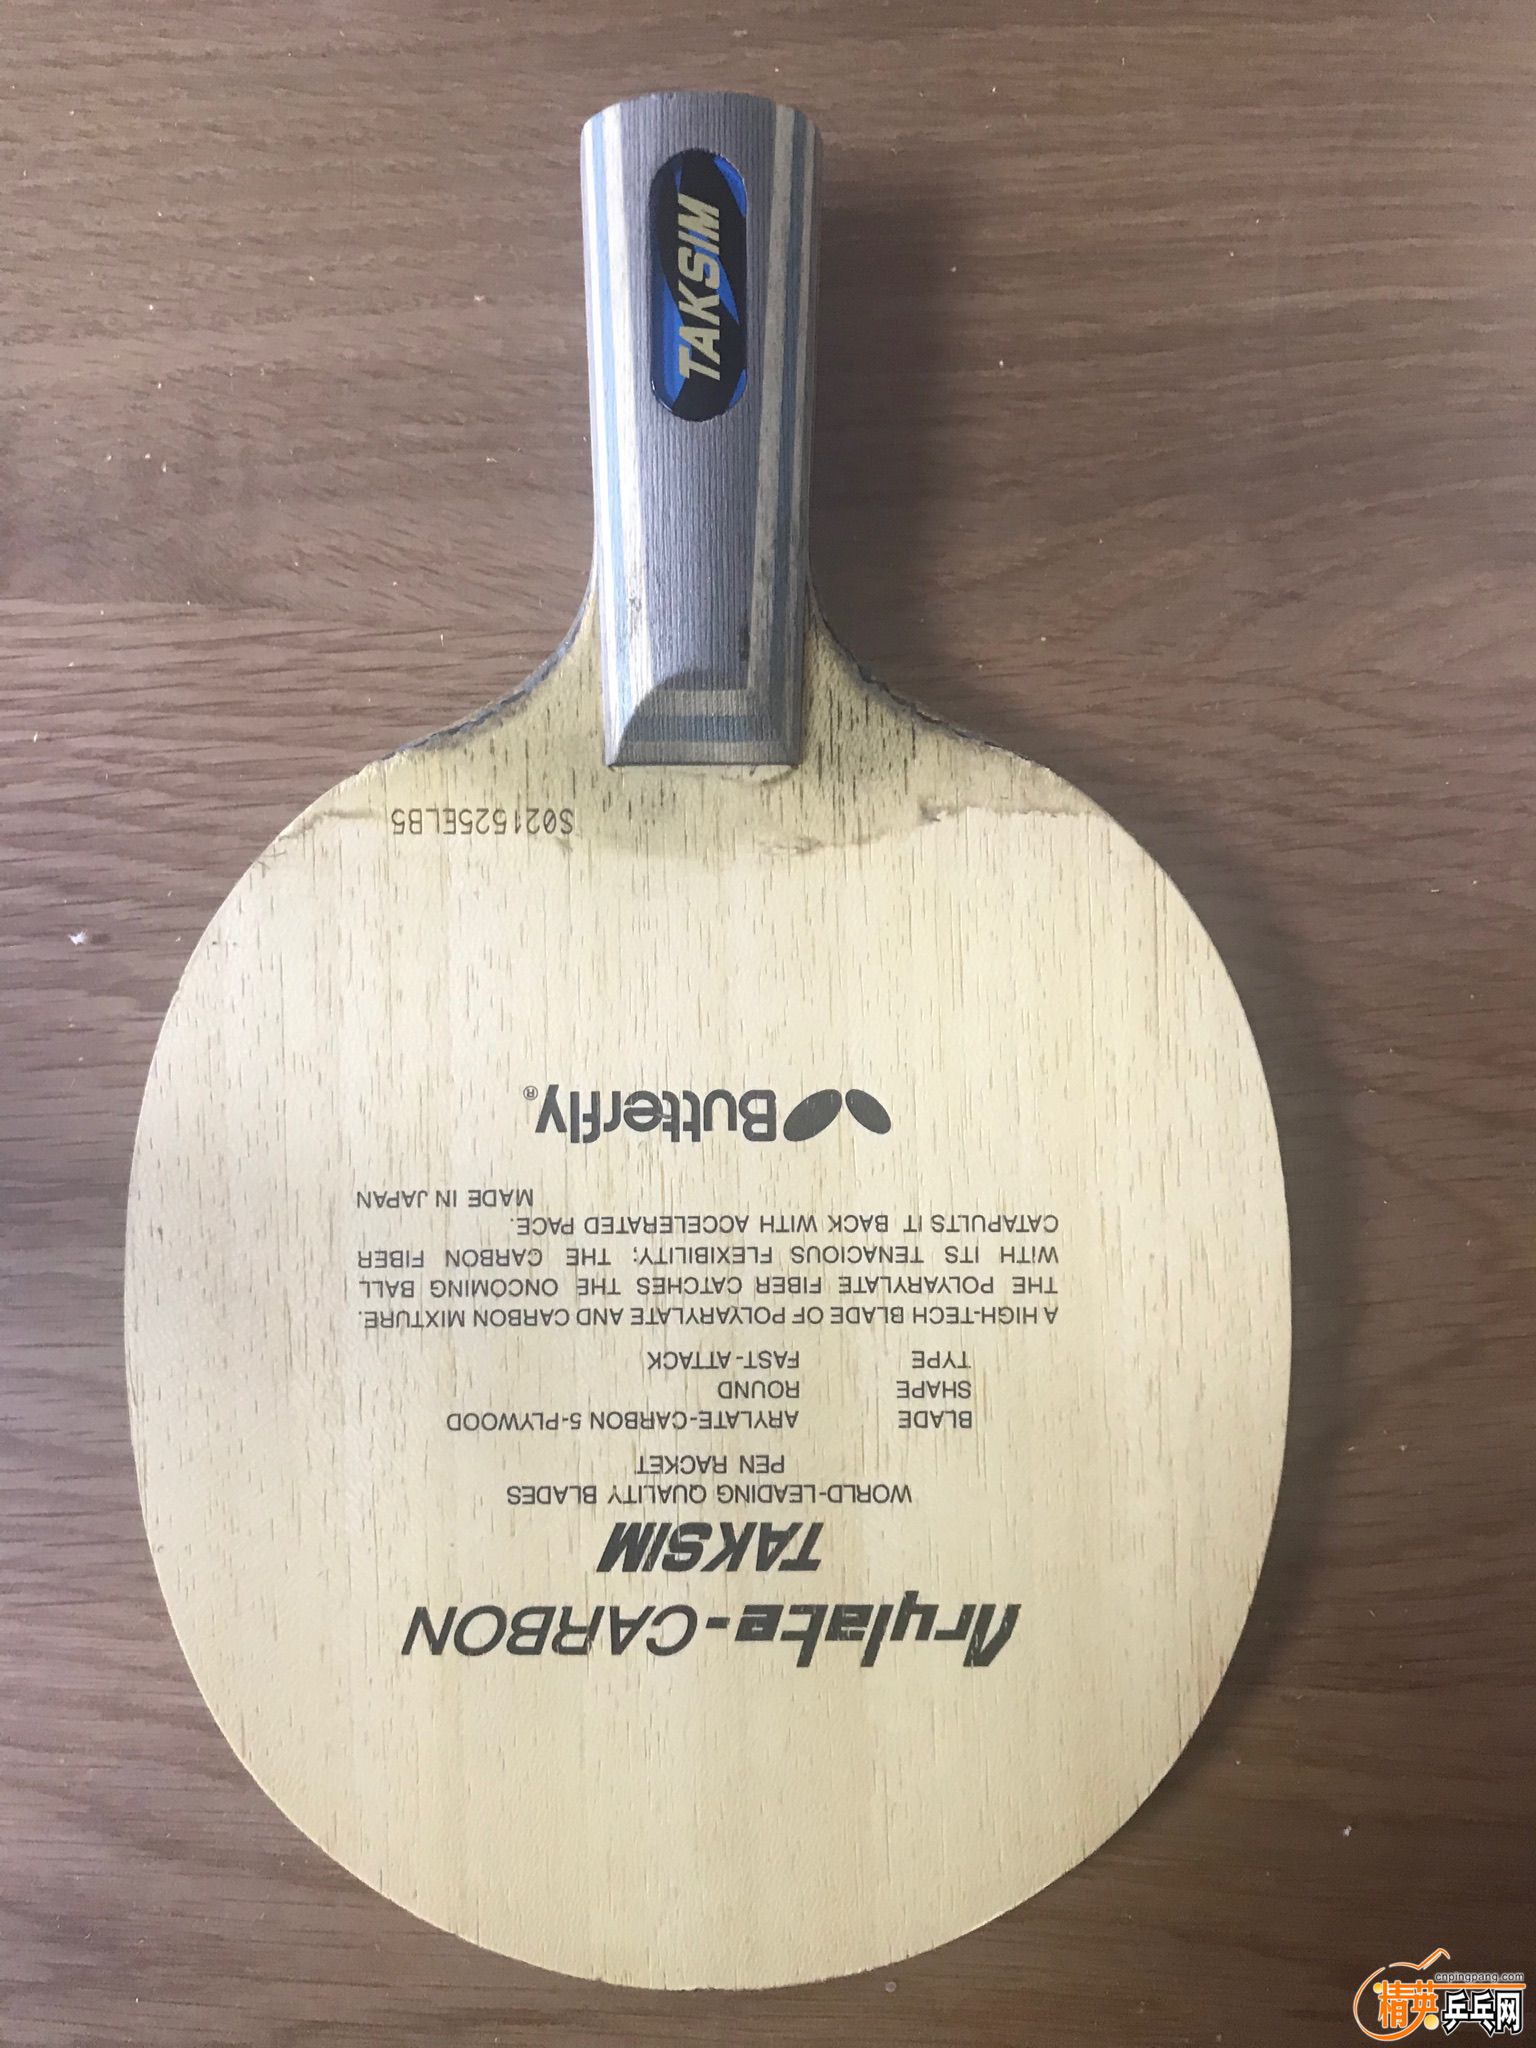 TAKSIM
Arylate-CARBON
TAKSIM
WORLD-LEADING QUALITY BLADES
PEN RACKET
BLADE ARYLATE-CARBON 5-PLYWOOD
SHAPE ROUND
TYPE FAST-ATTACK
A HIGH-TECH BLADE OF POLYARYLATE AND CARBON MIXTURE.
THE POLYARYLATE FIBER CATCHES THE ONCOMING BALL
WITH ITS TENACIOUS FLEXIBILITY; THE CARBON FIBER
CATAPULTS IT BACK WITH ACCELERATED PACE.
MADE IN JAPAN
Butterfly®
S021525ELB5
cnpingpang.com
精英乒乓网